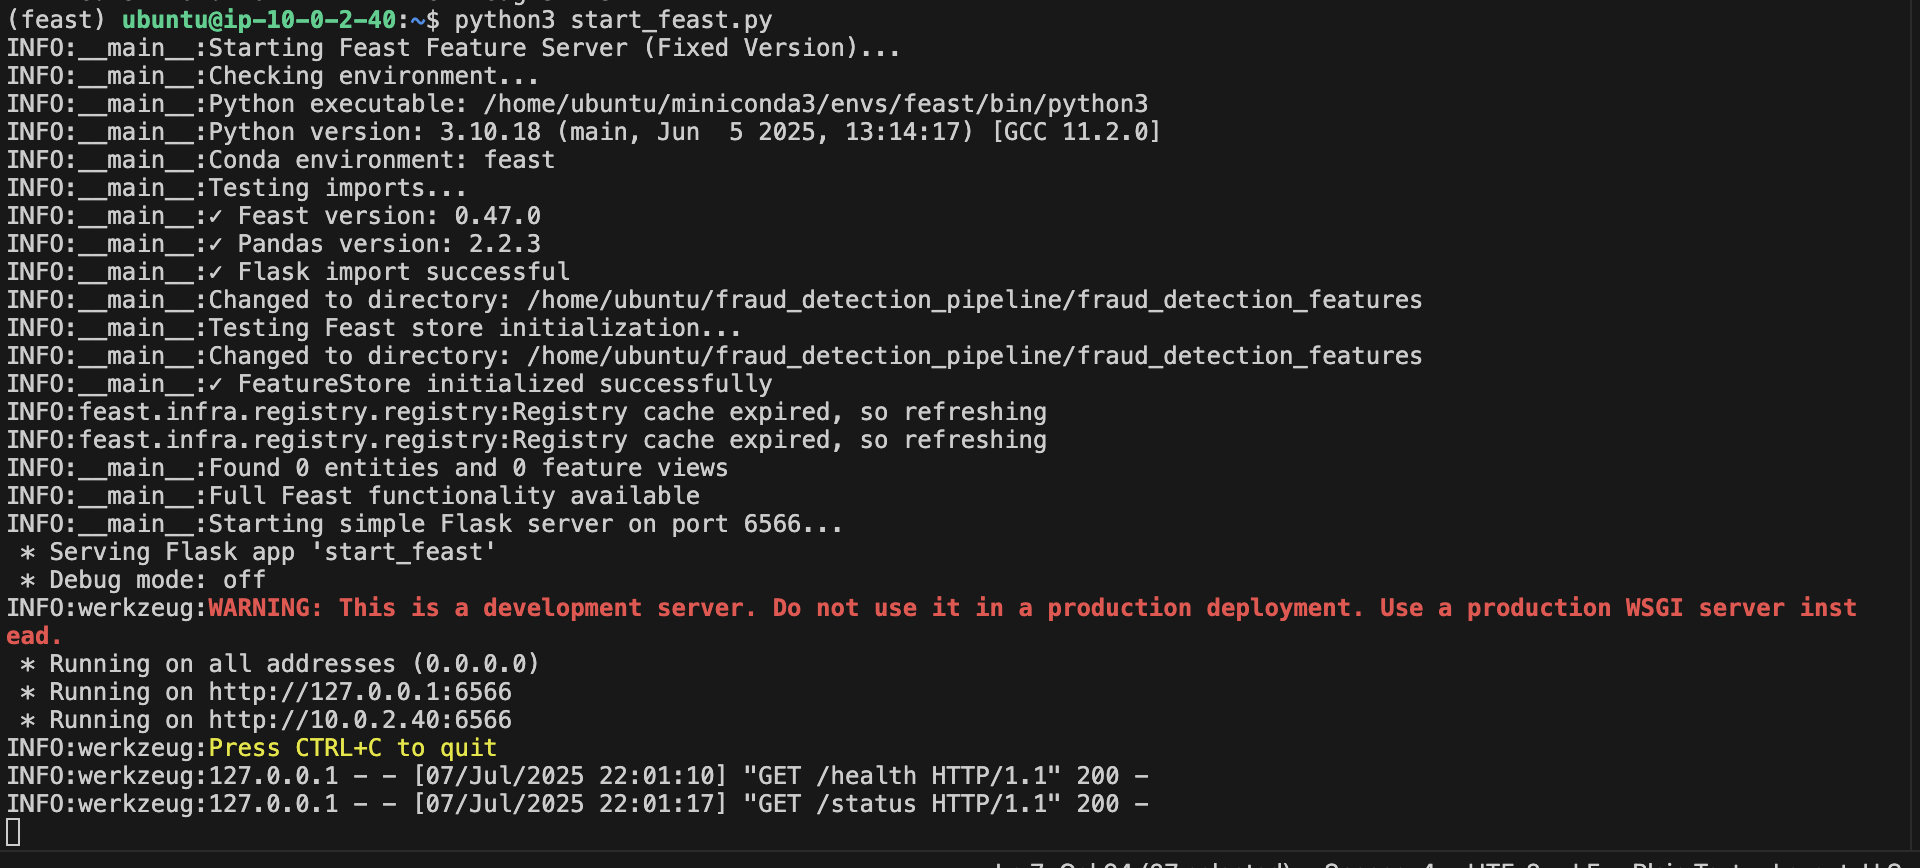 (feast) ubuntu@ip-10-0-2-40:~$ python3 start_feast.py
INFO:__main__:Starting Feast Feature Server (Fixed Version)...
INFO:__main__:Checking environment...
INFO:__main__:Python executable: /home/ubuntu/miniconda3/envs/feast/bin/python3
INFO:__main__:Python version: 3.10.18 (main, Jun  5 2025, 13:14:17) [GCC 11.2.0]
INFO:__main__:Conda environment: feast
INFO:__main__:Testing imports...
INFO:__main__:✓ Feast version: 0.47.0
INFO:__main__:✓ Pandas version: 2.2.3
INFO:__main__:✓ Flask import successful
INFO:__main__:Changed to directory: /home/ubuntu/fraud_detection_pipeline/fraud_detection_features
INFO:__main__:Testing Feast store initialization...
INFO:__main__:Changed to directory: /home/ubuntu/fraud_detection_pipeline/fraud_detection_features
INFO:__main__:✓ FeatureStore initialized successfully
INFO:feast.infra.registry.registry:Registry cache expired, so refreshing
INFO:feast.infra.registry.registry:Registry cache expired, so refreshing
INFO:__main__:Found 0 entities and 0 feature views
INFO:__main__:Full Feast functionality available
INFO:__main__:Starting simple Flask server on port 6566...
 * Serving Flask app 'start_feast'
 * Debug mode: off
INFO:werkzeug:WARNING: This is a development server. Do not use it in a production deployment. Use a production WSGI server inst
ead.
 * Running on all addresses (0.0.0.0)
 * Running on http://127.0.0.1:6566
 * Running on http://10.0.2.40:6566
INFO:werkzeug:Press CTRL+C to quit
INFO:werkzeug:127.0.0.1 - - [07/Jul/2025 22:01:10] "GET /health HTTP/1.1" 200 -
INFO:werkzeug:127.0.0.1 - - [07/Jul/2025 22:01:17] "GET /status HTTP/1.1" 200 -